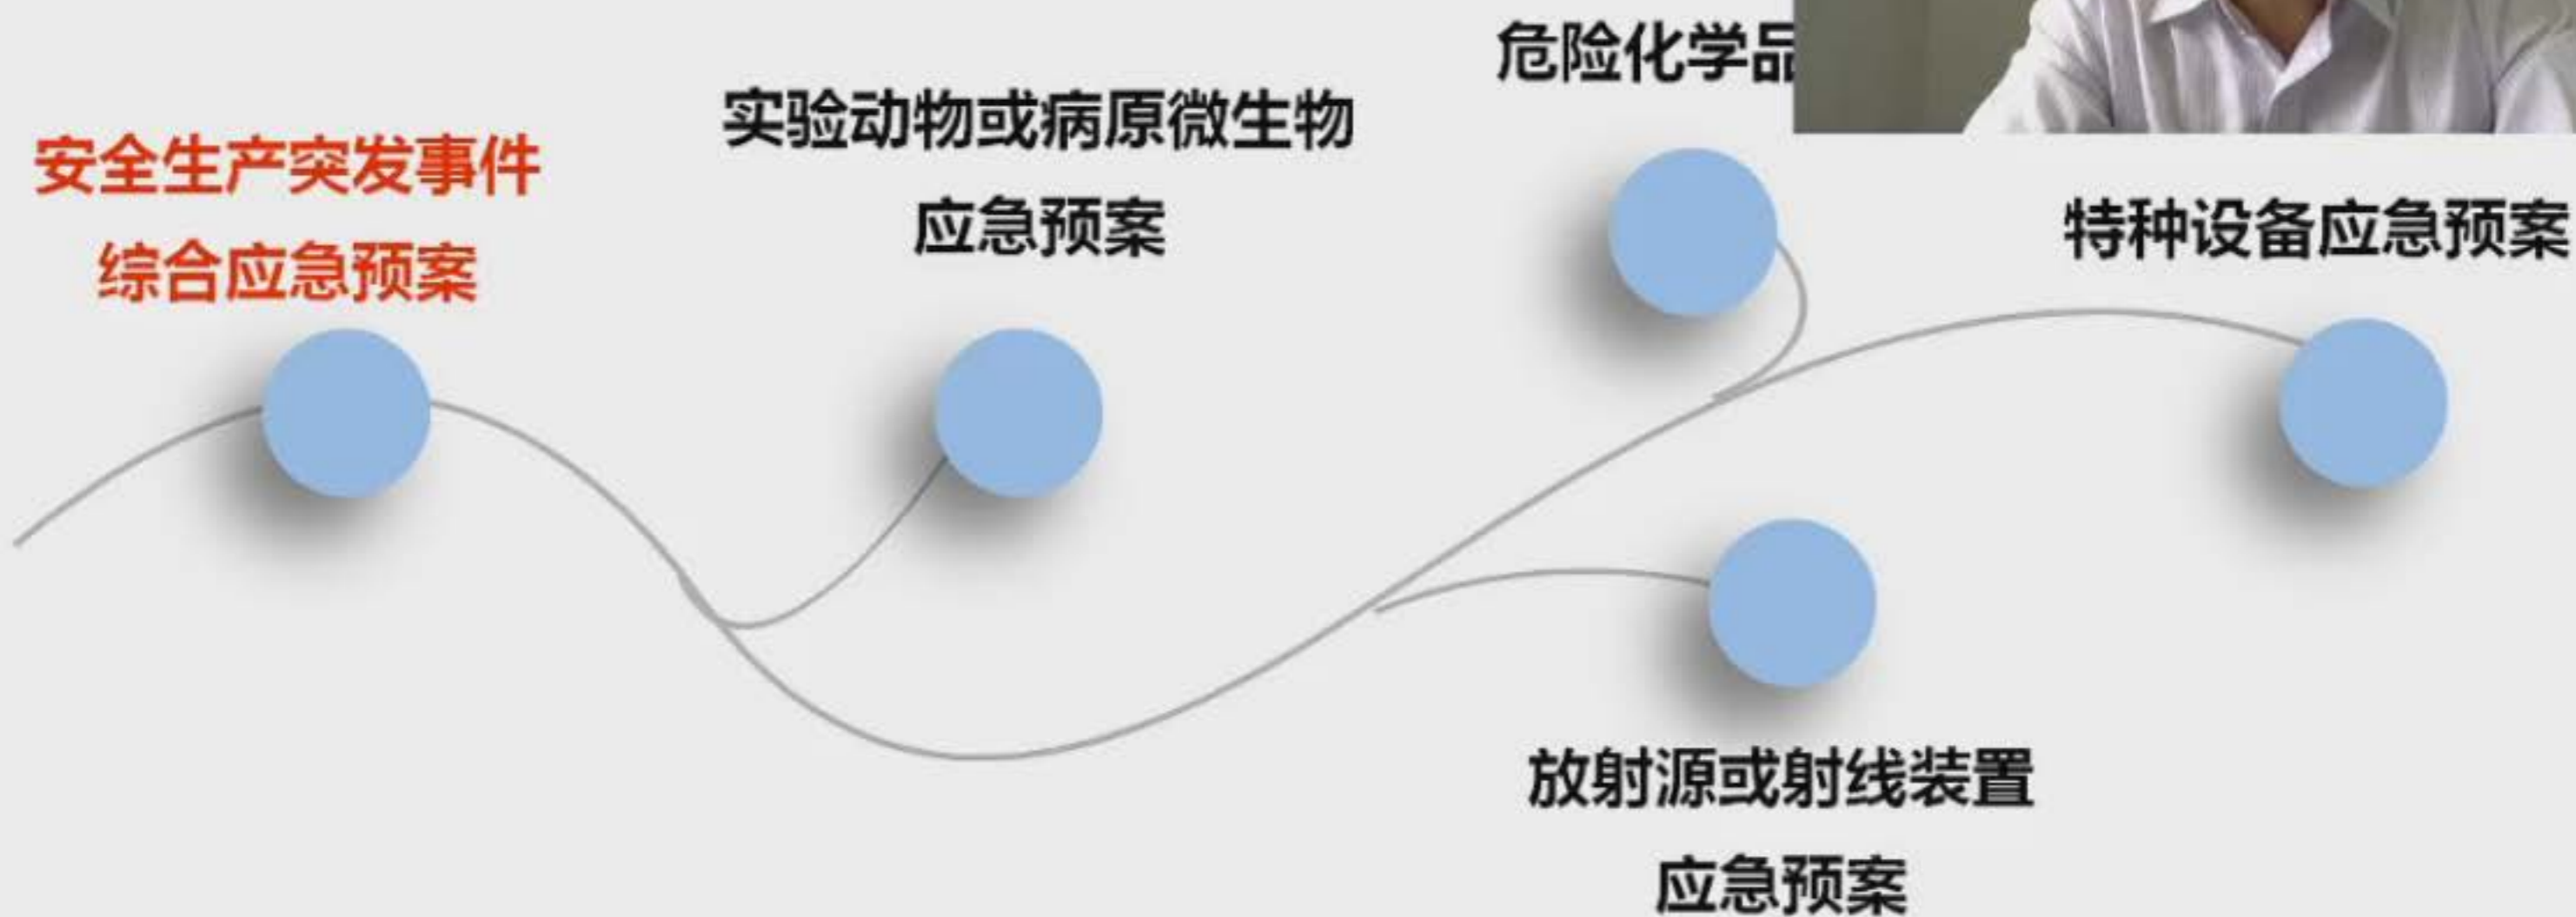 安全生产突发事件
综合应急预案
实验动物或病原微生物
应急预案
危险化学品
特种设备应急预案
放射源或射线装置
应急预案